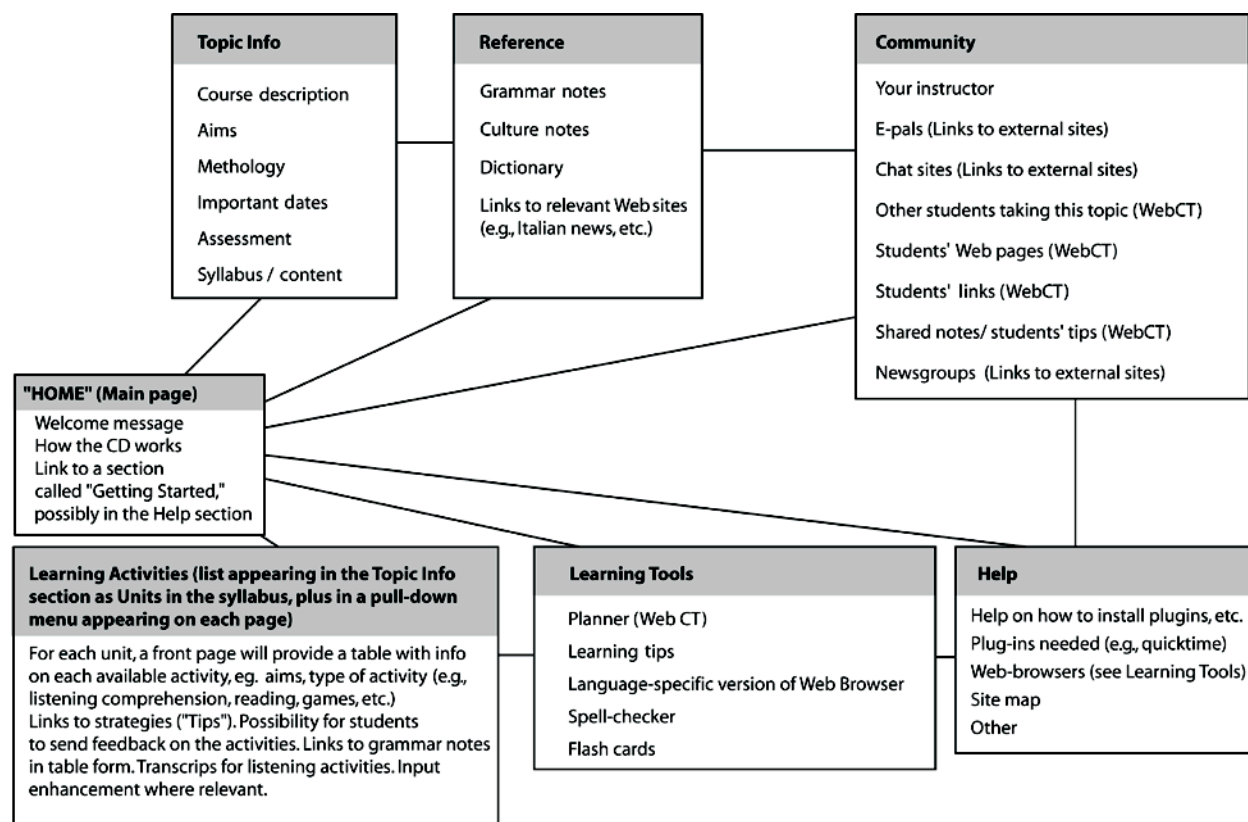 Topic Info
Course description
Aims
Methology
Important dates
Assessment
Syllabus / content
Reference
Grammar notes
Culture notes
Dictionary
Links to relevant Web sites
(e.g., Italian news, etc.)
Community
Your instructor
E-pals (Links to external sites)
Chat sites (Links to external sites)
Other students taking this topic (WebCT)
Students' Web pages (WebCT)
Students' links (WebCT)
Shared notes/ students' tips (WebCT)
Newsgroups (Links to external sites)
"HOME" (Main page)
Welcome message
How the CD works
Link to a section
called "Getting Started,"
possibly in the Help section
Learning Activities (list appearing in the Topic Info
section as Units in the syllabus, plus in a pull-down
menu appearing on each page)
For each unit, a front page will provide a table with info
on each available activity, eg. aims, type of activity (e.g.,
listening comprehension, reading, games, etc.)
Links to strategies ("Tips"). Possibility for students
to send feedback on the activities. Links to grammar notes
in table form. Transcrips for listening activities. Input
enhancement where relevant.
Learning Tools
Planner (Web CT)
Learning tips
Language-specific version of Web Browser
Spell-checker
Flash cards
Help
Help on how to install plugins, etc.
Plug-ins needed (e.g., quicktime)
Web-browsers (see Learning Tools)
Site map
Other